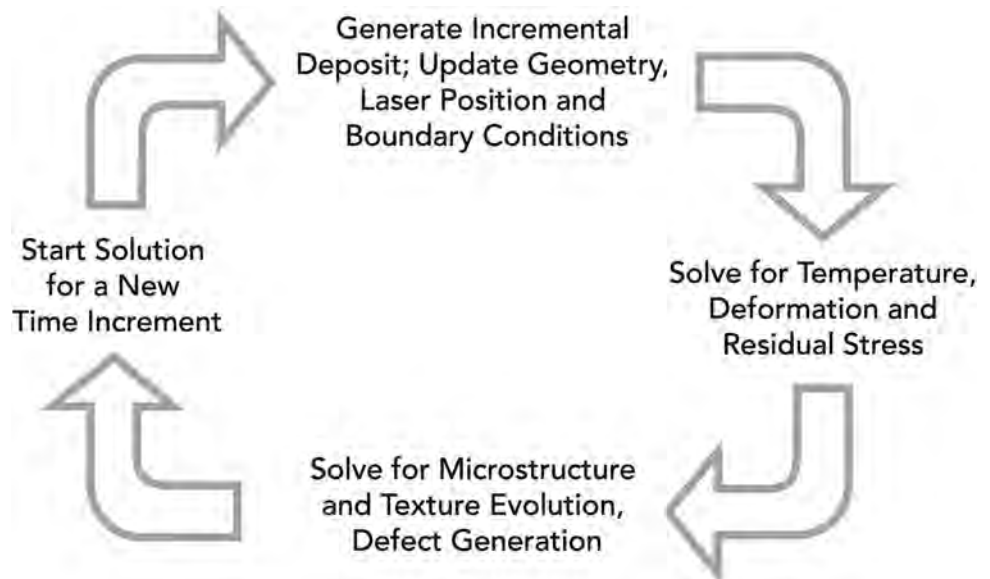 Generate Incremental
Deposit; Update Geometry,
Laser Position and
Boundary Conditions
Solve for Temperature,
Deformation and
Residual Stress
Solve for Microstructure
and Texture Evolution,
Defect Generation
Start Solution
for a New
Time Increment